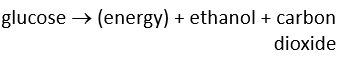 glucose → (energy) + ethanol + carbon
dioxide